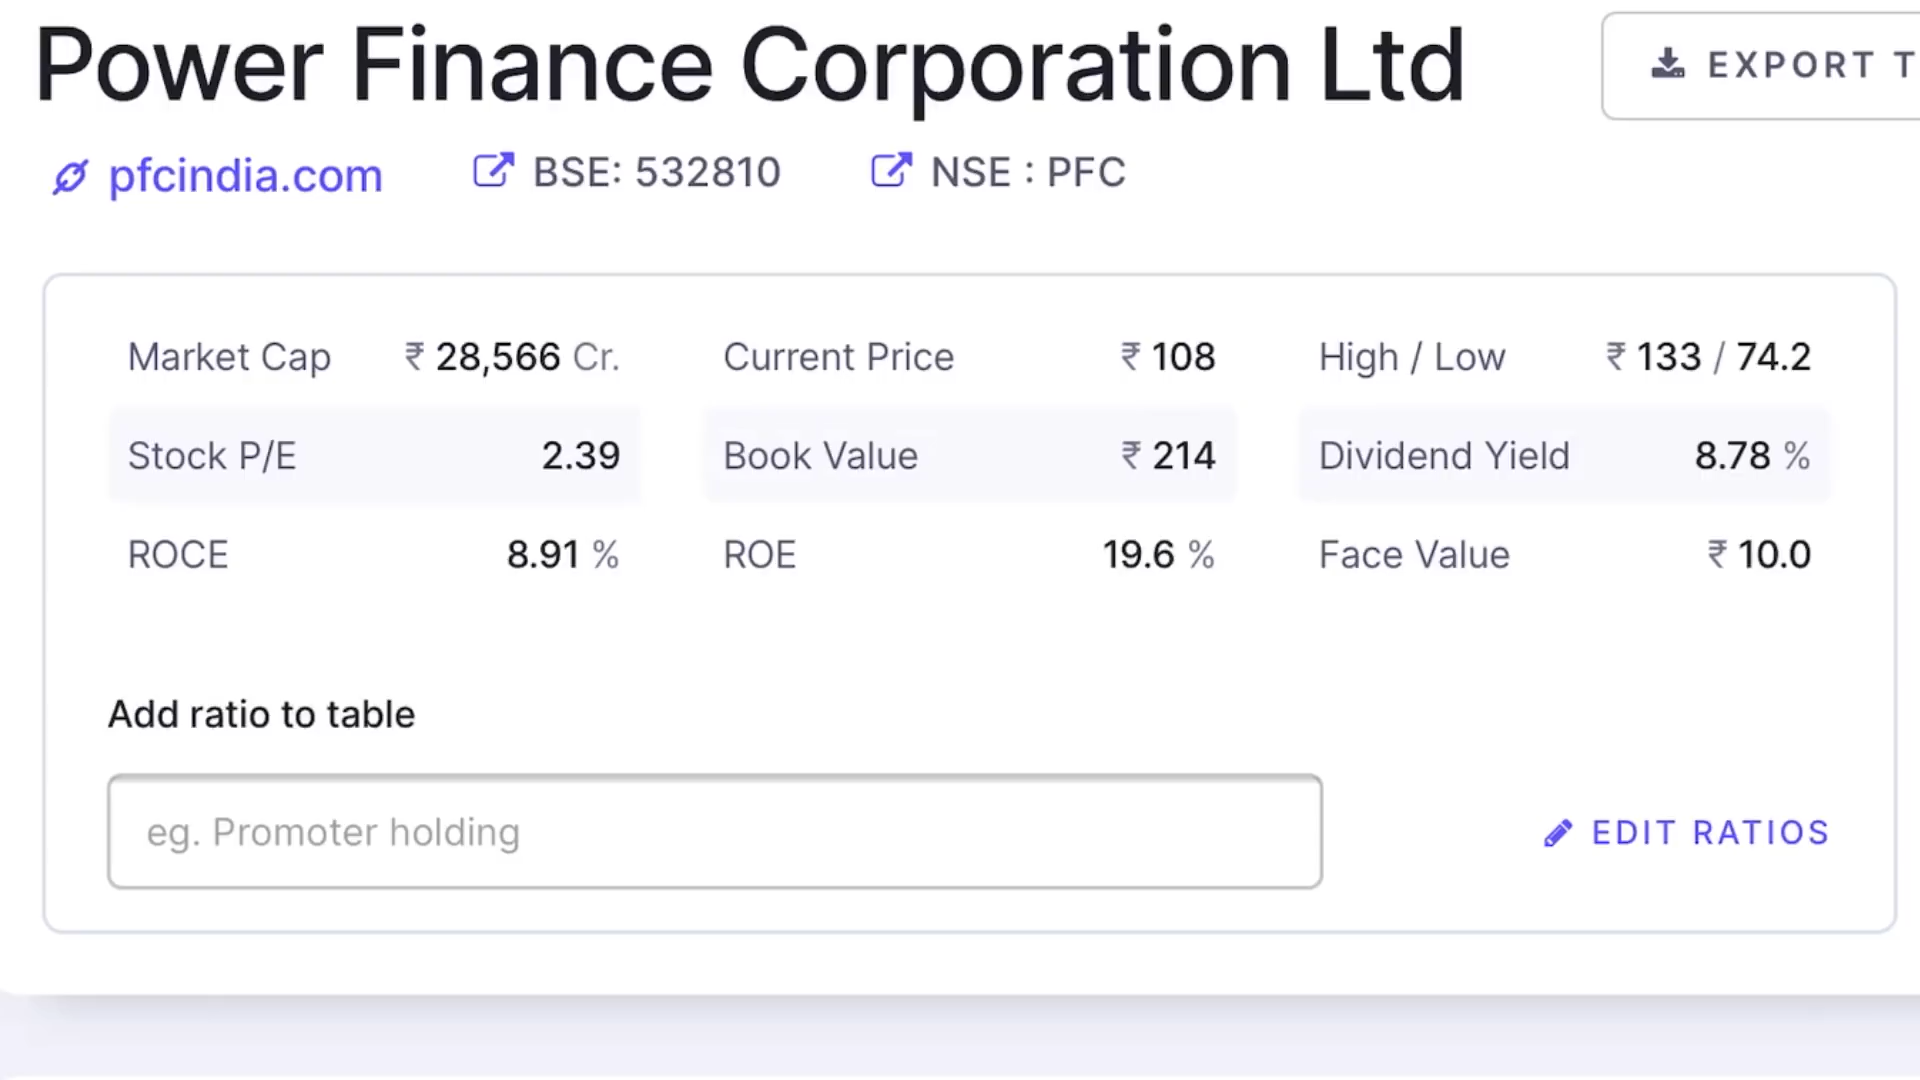 Power Finance Corporation Ltd
EXPORT T
pfcindia.com BSE: 532810 NSE : PFC
Market Cap ₹ 28,566 Cr. Current Price ₹ 108 High / Low ₹ 133 / 74.2
Stock P/E 2.39 Book Value ₹ 214 Dividend Yield 8.78 %
ROCE 8.91 % ROE 19.6 % Face Value ₹ 10.0
Add ratio to table
eg. Promoter holding
EDIT RATIOS